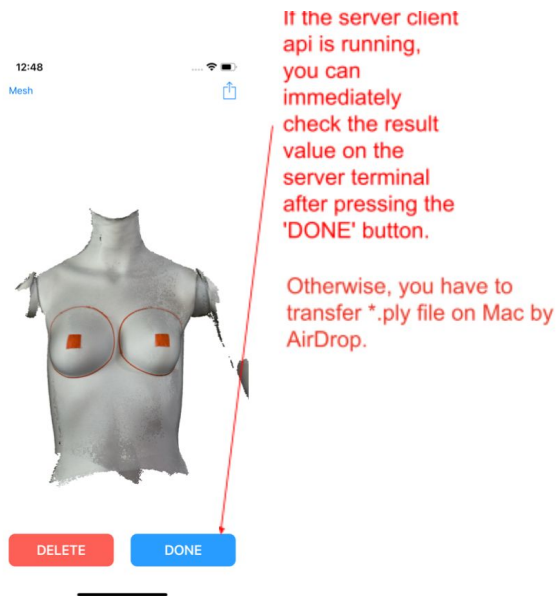 If the server client
api is running,
you can
immediately
check the result
value on the
server terminal
after pressing the
'DONE' button.
Otherwise, you have to
transfer *.ply file on Mac by
AirDrop.
12:48
Mesh
DELETE
DONE